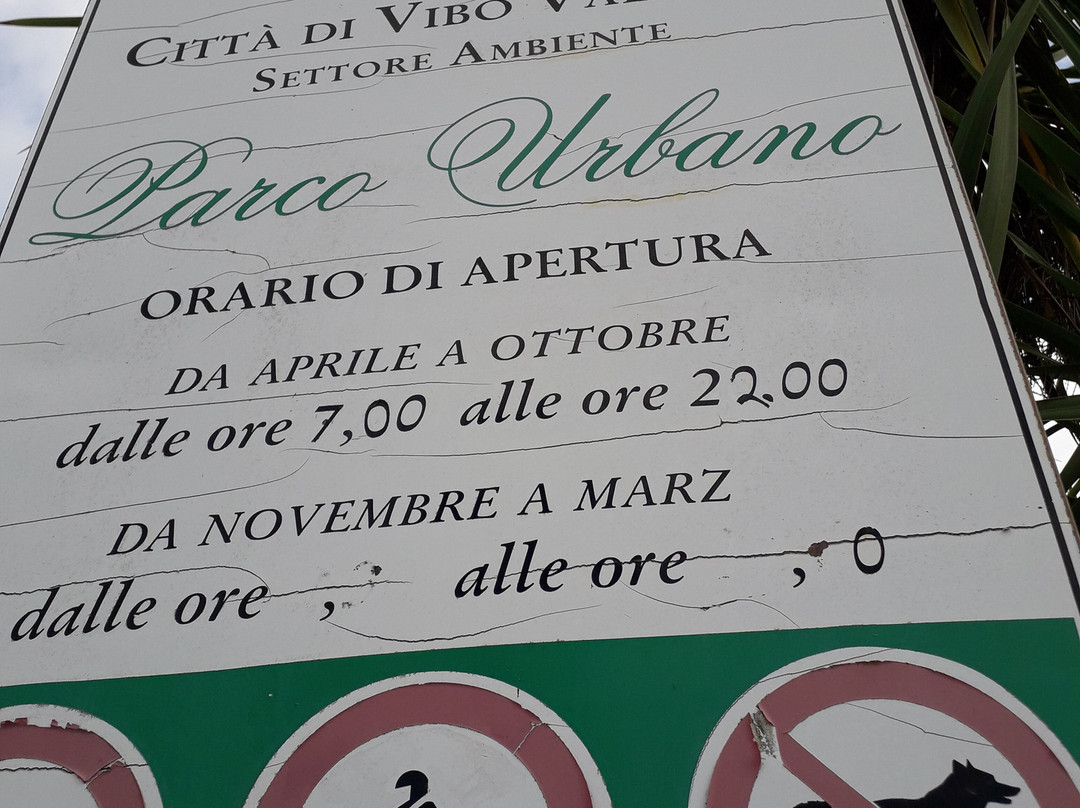 CITTÀ DI VIBO VAL
SETTORE AMBIENTE
Parco Urbano
ORARIO DI APERTURA
DA APRILE A OTTOBRE
dalle ore 7,00 alle ore 22.00
DA NOVEMBRE A MARZ
dalle ore , alle ore , 0